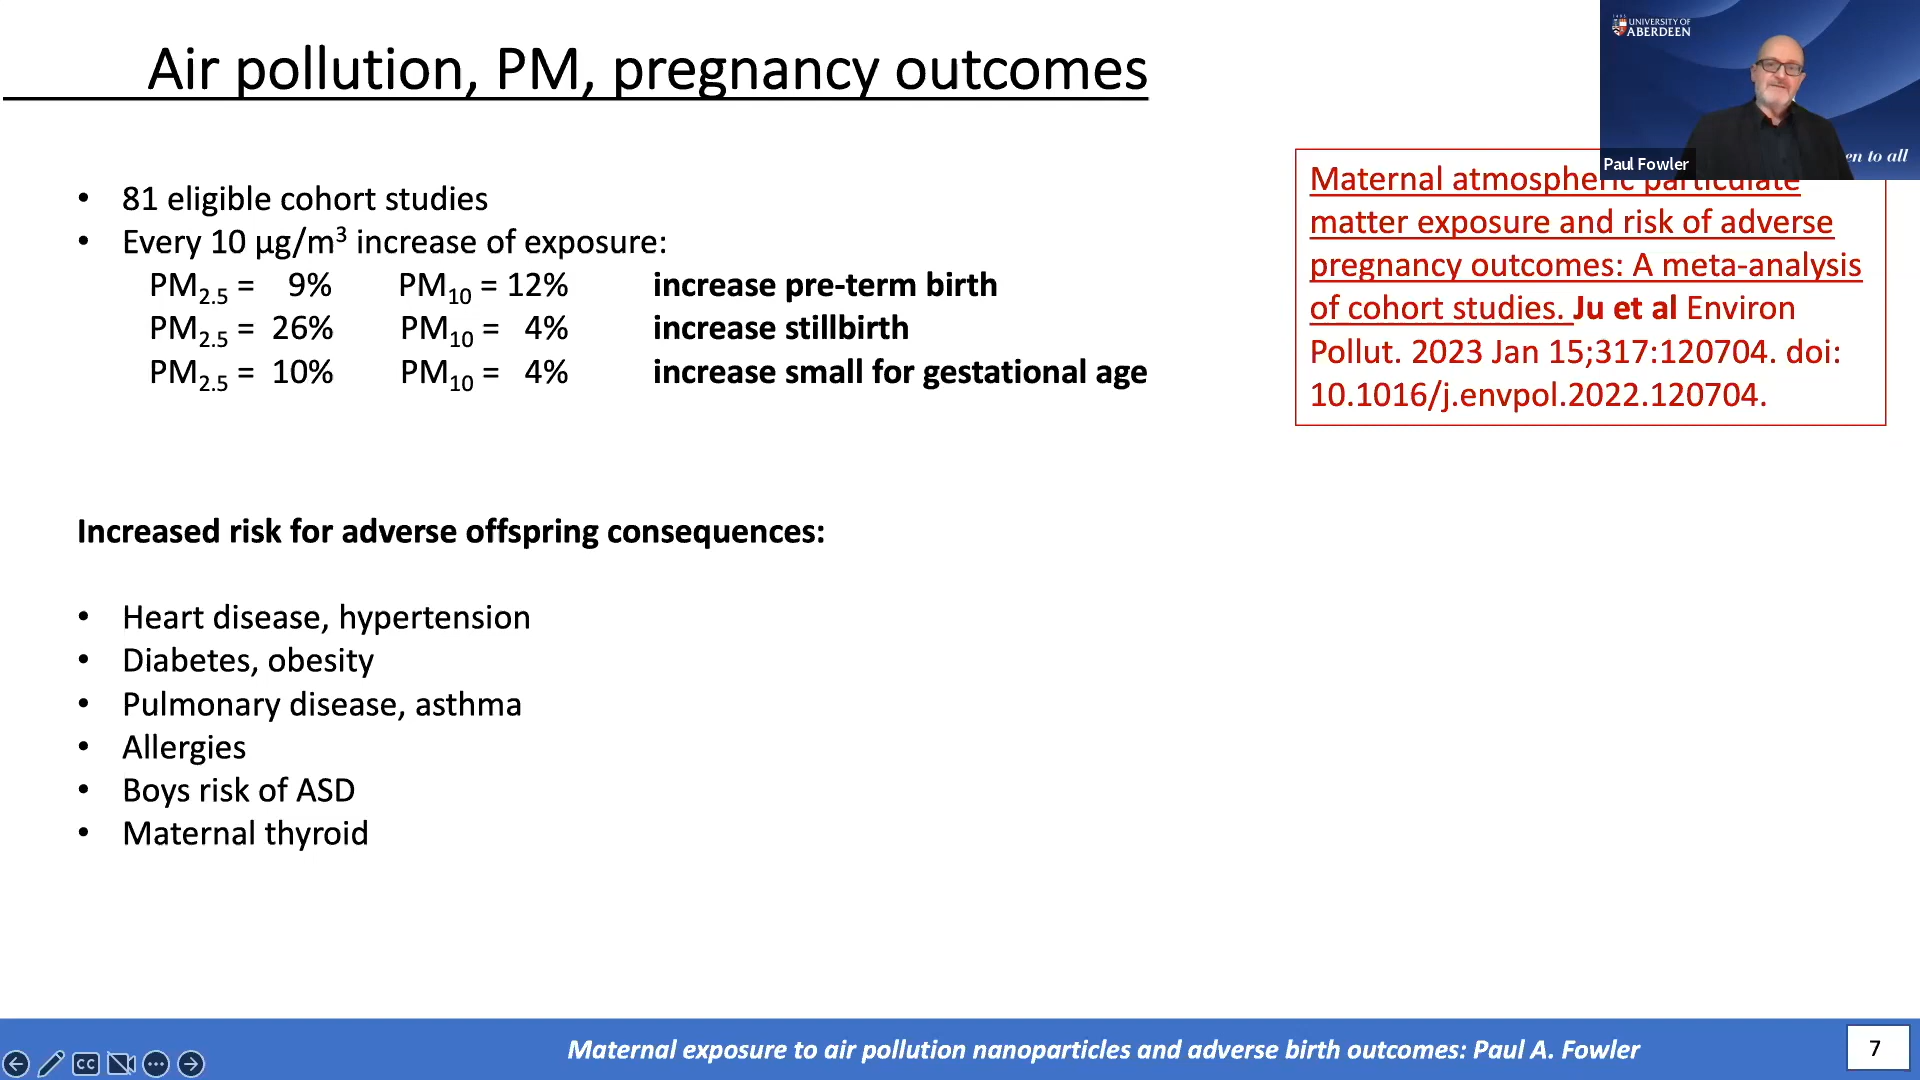 Air pollution, PM, pregnancy outcomes
UNIVERSITY OF
ABERDEEN
en to all
Paul Fowler
• 81 eligible cohort studies
• Every 10 µg/m³ increase of exposure:
PM2.5 = 9% PM10 = 12% increase pre-term birth
PM2.5 = 26% PM10 = 4% increase stillbirth
PM2.5 = 10% PM10 = 4% increase small for gestational age
Maternal atmospheric particulate
matter exposure and risk of adverse
pregnancy outcomes: A meta-analysis
of cohort studies. Ju et al Environ
Pollut. 2023 Jan 15;317:120704. doi:
10.1016/j.envpol.2022.120704.
Increased risk for adverse offspring consequences:
• Heart disease, hypertension
• Diabetes, obesity
• Pulmonary disease, asthma
• Allergies
• Boys risk of ASD
• Maternal thyroid
Maternal exposure to air pollution nanoparticles and adverse birth outcomes: Paul A. Fowler
7
CC